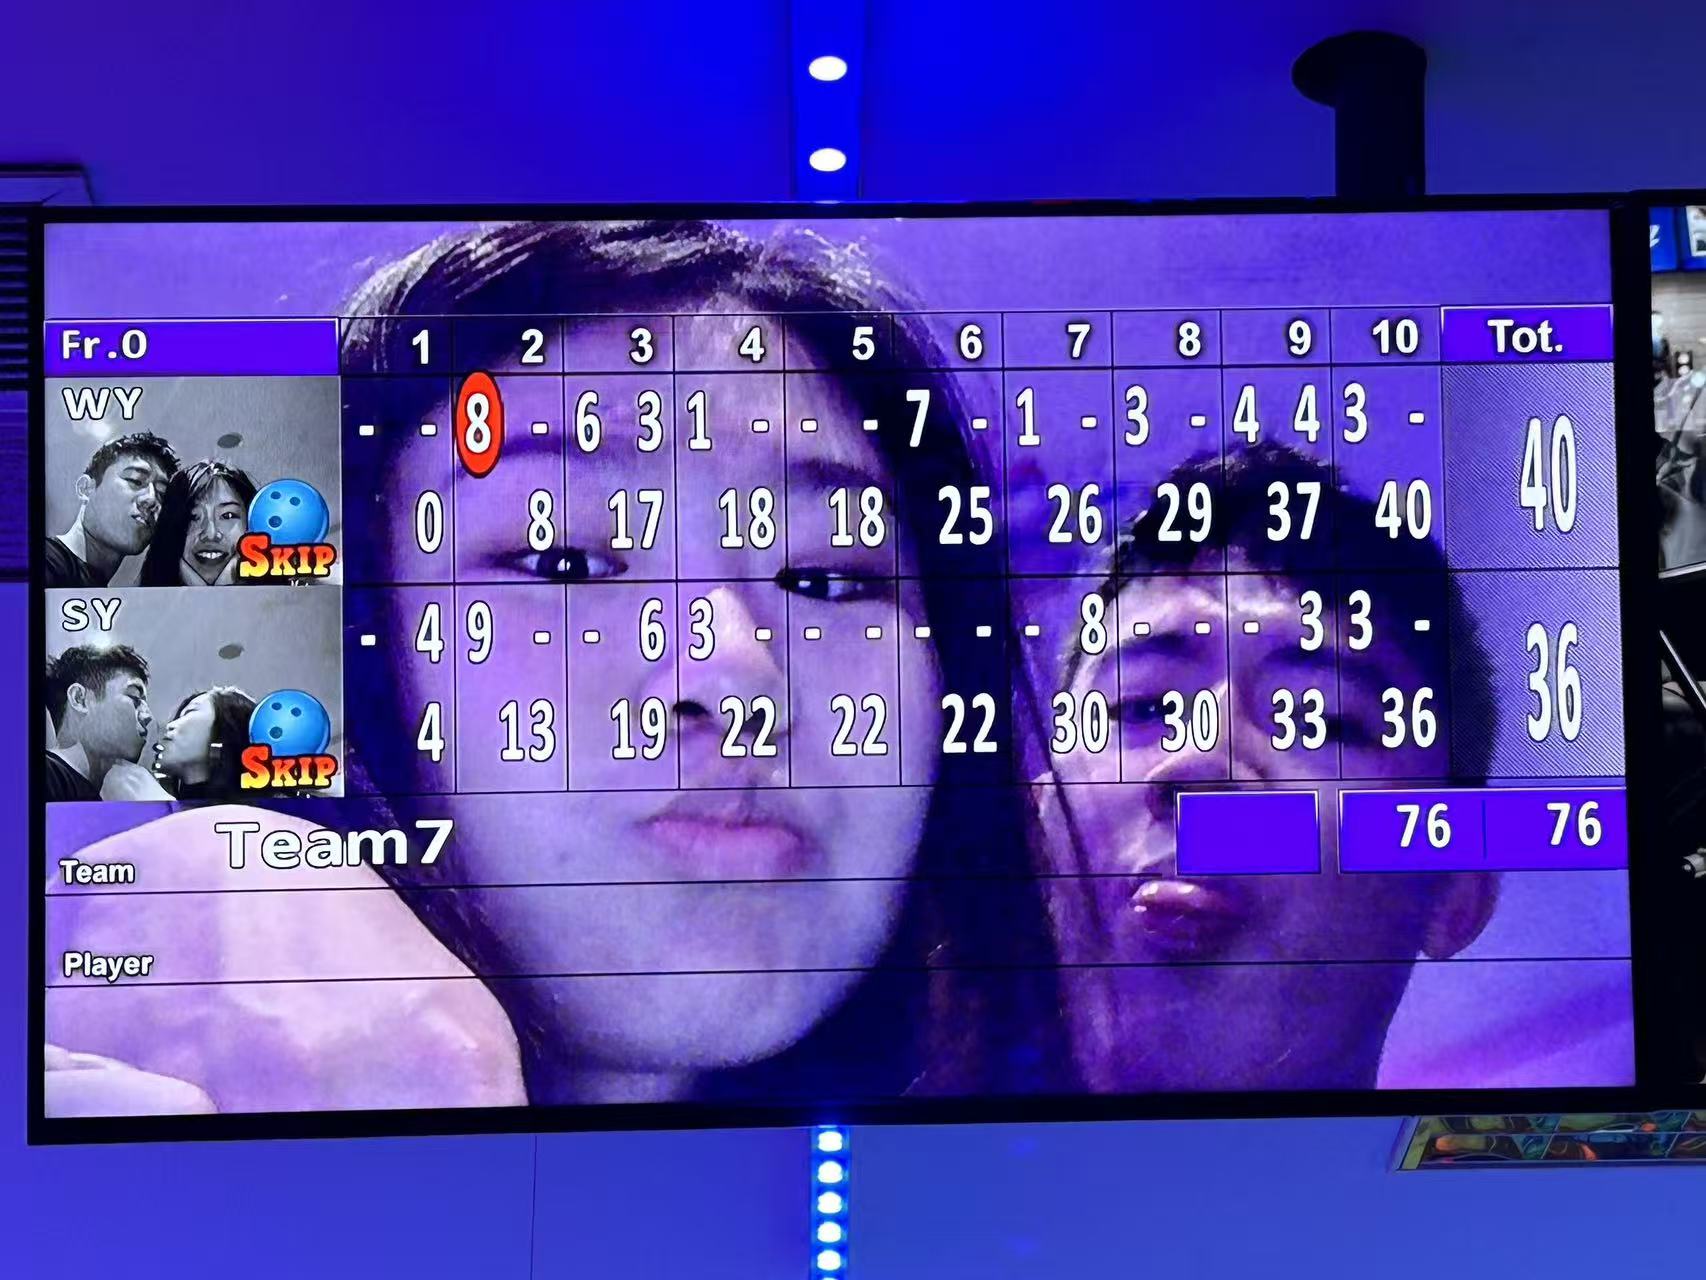 Fr.0 1 2 3 4 5 6 7 8 9 10 Tot.
WY
- - 8 - 6 3 1 - - - 7 - 1 - 3 - 4 4 3 -
0 8 17 18 18 25 26 29 37 40 40
SKIP
SY
- 4 9 - - 6 3 - - - - - - 8 - - - 3 3 -
4 13 19 22 22 22 30 30 33 36 36
SKIP
Team Team7 76 76
Player